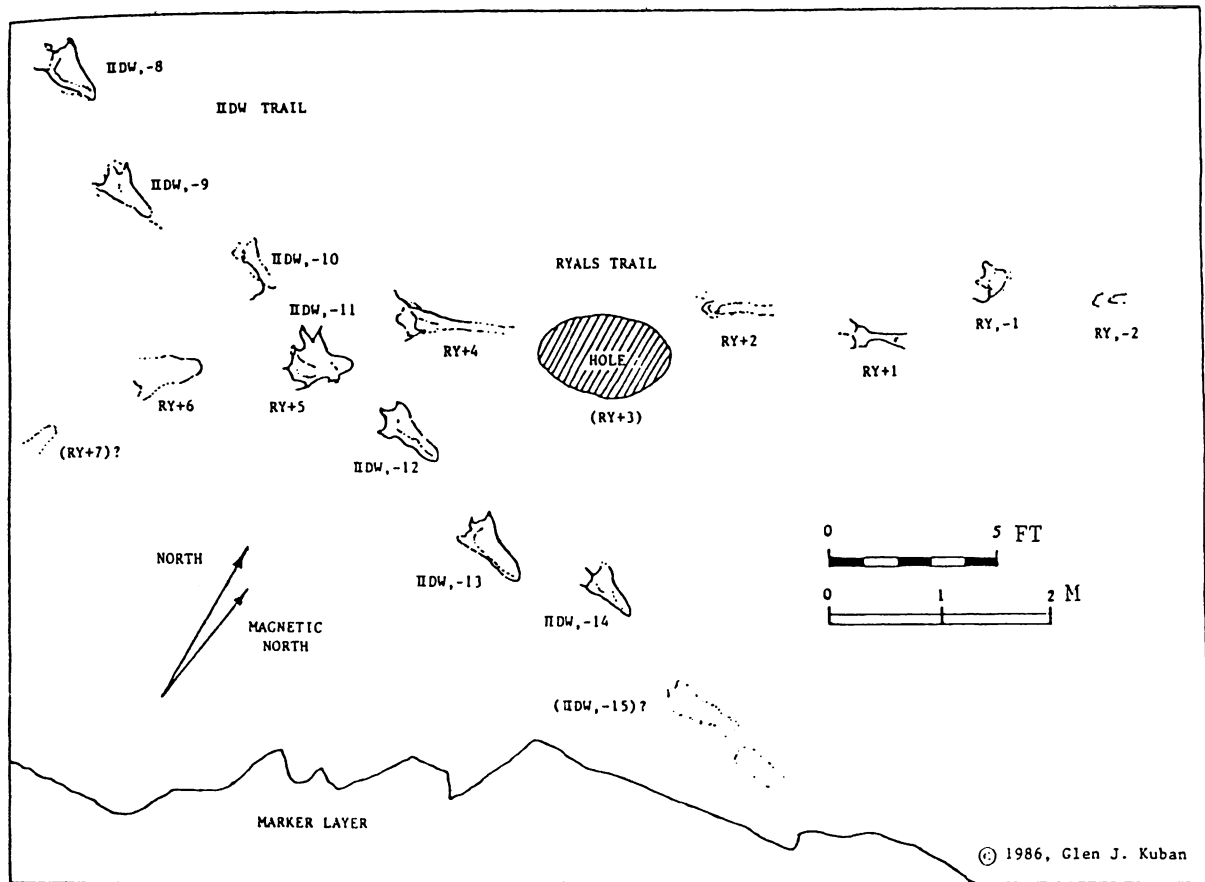 IIDW,-8
IIDW TRAIL
IIDW,-9
IIDW,-10
RYALS TRAIL
IIDW,-11
RY,-1
RY,-2
RY+4
HOLE
RY+2
RY+1
RY+6
RY+5
(RY+3)
(RY+7)?
IIDW,-12
0 5 FT
NORTH
IIDW,-13
0 1 2 M
IIDW,-14
MAGNETIC
NORTH
(IIDW,-15)?
MARKER LAYER
© 1986, Glen J. Kuban